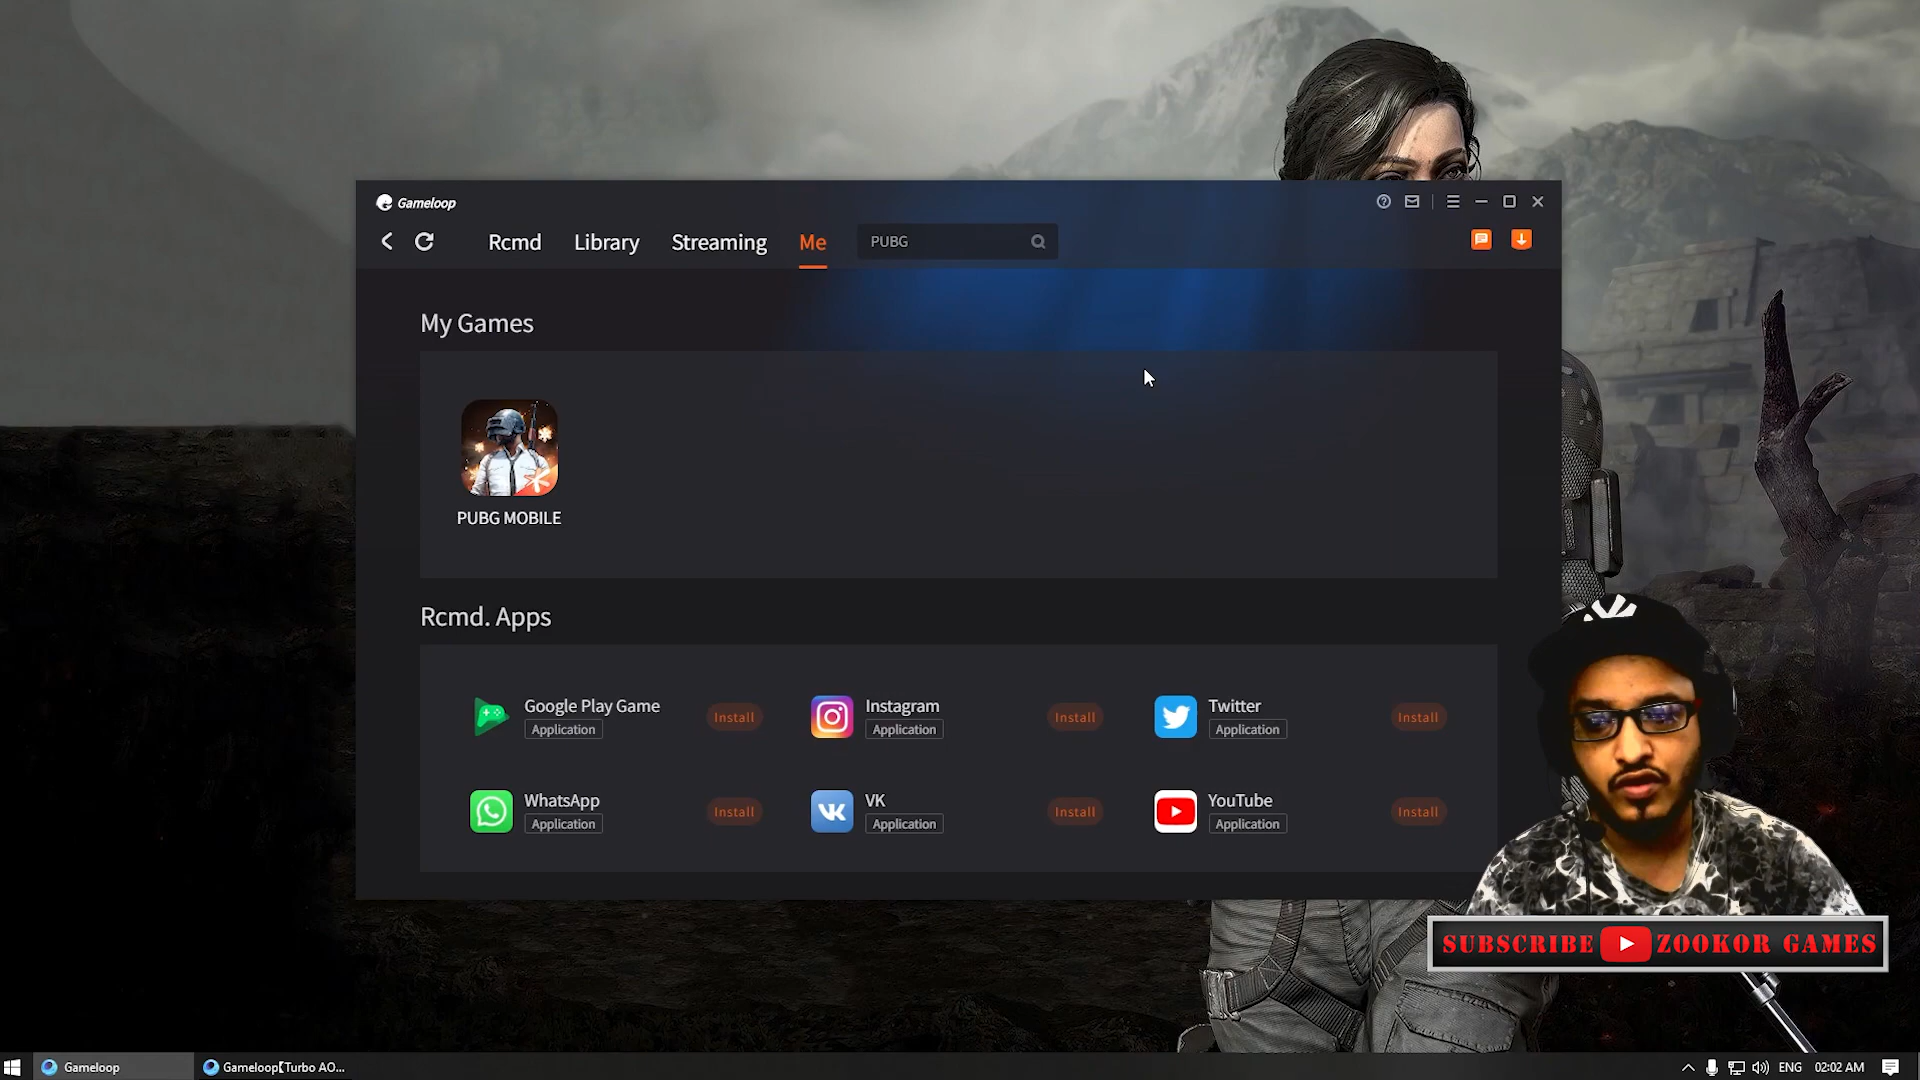 Gameloop
Rcmd Library Streaming Me PUBG
My Games
PUBG MOBILE
Rcmd. Apps
Google Play Game Install Instagram Install Twitter Install
Application Application Application
WhatsApp Install VK Install YouTube Install
Application Application Application
SUBSCRIBE ZOOKOR GAMES
Gameloop Gameloop【Turbo AO... ENG 02:02 AM